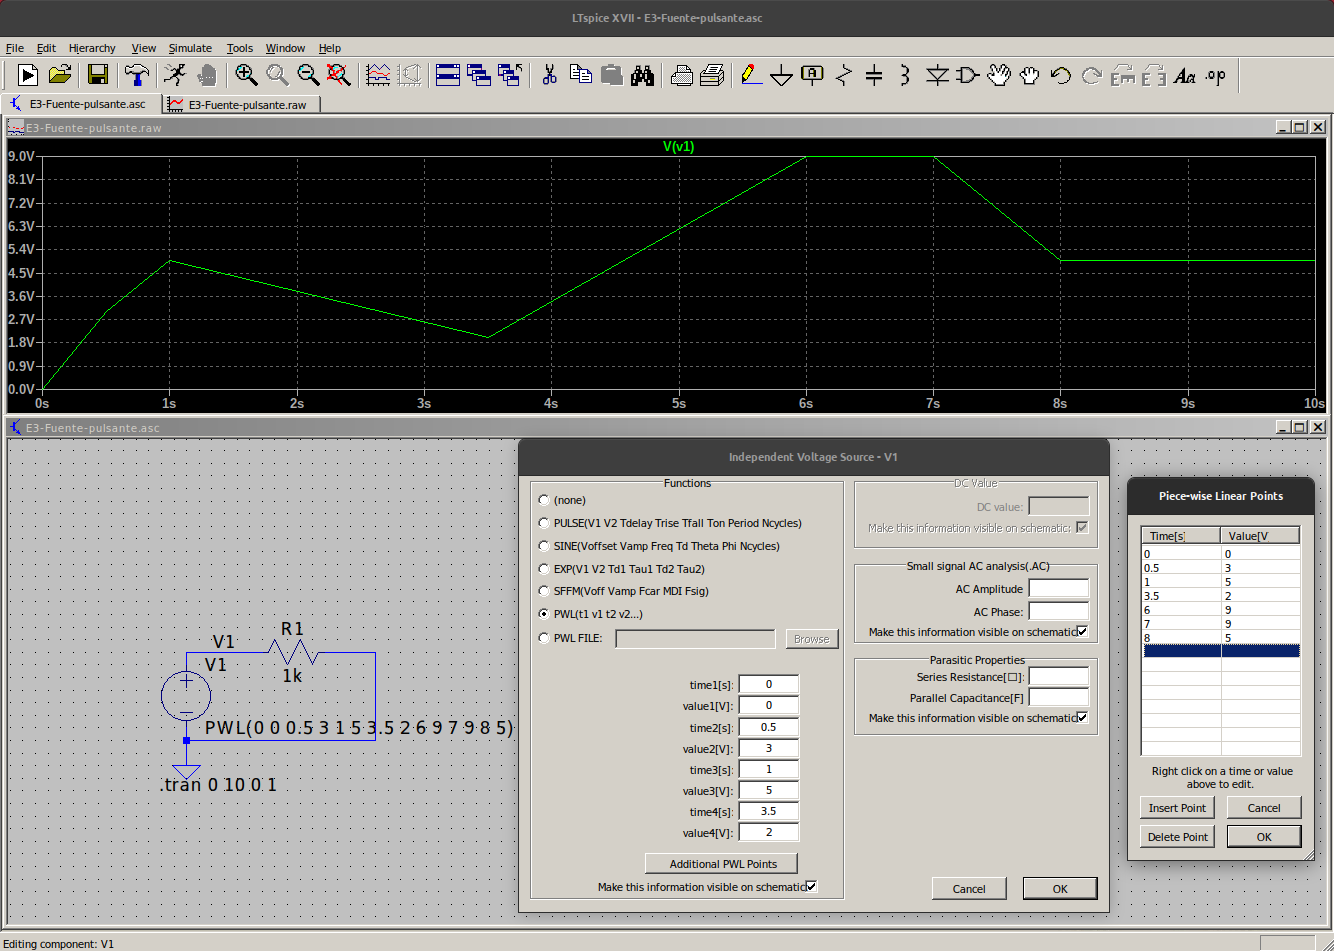 LTspice XVII - E3-Fuente-pulsante.asc
File Edit Hierarchy View Simulate Tools Window Help
E3-Fuente-pulsante.asc E3-Fuente-pulsante.raw
E3-Fuente-pulsante.raw
V(v1)
9.0V
8.1V
7.2V
6.3V
5.4V
4.5V
3.6V
2.7V
1.8V
0.9V
0.0V
0s 1s 2s 3s 4s 5s 6s 7s 8s 9s 10s
E3-Fuente-pulsante.asc
V1
R1
V1
1k
PWL(0 0 0.5 3 1 5 3.5 2 6 9 7 9 8 5)
.tran 0 10 0 1
Independent Voltage Source - V1
Functions
(none)
PULSE(V1 V2 Tdelay Trise Tfall Ton Period Ncycles)
SINE(Voffset Vamp Freq Td Theta Phi Ncycles)
EXP(V1 V2 Td1 Tau1 Td2 Tau2)
SFFM(Voff Vamp Fcar MDI Fsig)
PWL(t1 v1 t2 v2...)
PWL FILE: Browse
time1[s]: 0
value1[V]: 0
time2[s]: 0.5
value2[V]: 3
time3[s]: 1
value3[V]: 5
time4[s]: 3.5
value4[V]: 2
Additional PWL Points
Make this information visible on schematic
DC Value
DC value:
Make this information visible on schematic:
Small signal AC analysis(.AC)
AC Amplitude
AC Phase:
Make this information visible on schematic
Parasitic Properties
Series Resistance[□]:
Parallel Capacitance[F]
Make this information visible on schematic
Cancel OK
Piece-wise Linear Points
Time[s] Value[V
0 0
0.5 3
1 5
3.5 2
6 9
7 9
8 5
Right click on a time or value
above to edit.
Insert Point Cancel
Delete Point OK
Editing component: V1